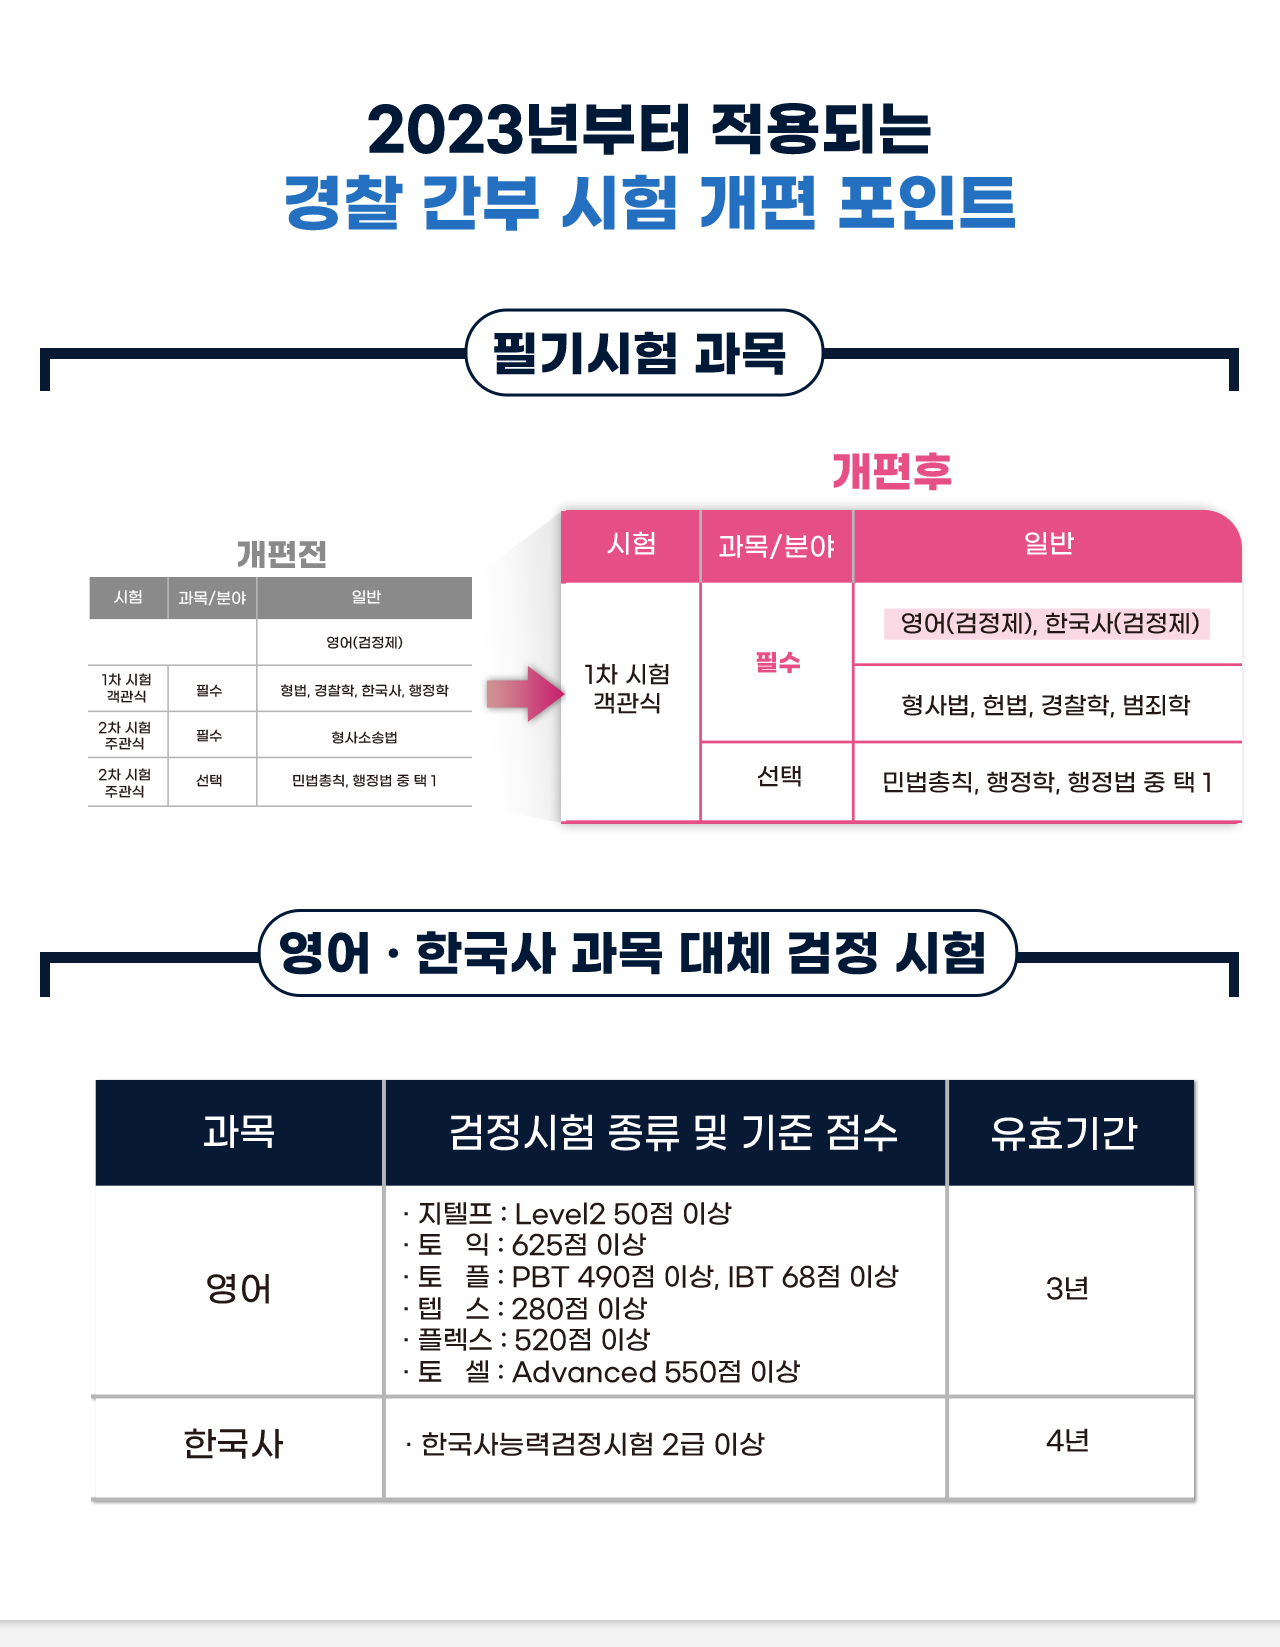 2023년부터 적용되는
경찰 간부 시험 개편 포인트
필기시험 과목
개편전
시험 과목/분야 일반
영어(검정제)
1차 시험 객관식 필수 형법, 경찰학, 한국사, 행정학
2차 시험 주관식 필수 형사소송법
2차 시험 주관식 선택 민법총칙, 행정법 중 택 1
개편후
시험 과목/분야 일반
1차 시험
객관식
필수
영어(검정제), 한국사(검정제)
형사법, 헌법, 경찰학, 범죄학
선택 민법총칙, 행정학, 행정법 중 택 1
영어 · 한국사 과목 대체 검정 시험
과목 검정시험 종류 및 기준 점수 유효기간
영어
· 지텔프 : Level2 50점 이상
· 토 익 : 625점 이상
· 토 플 : PBT 490점 이상, IBT 68점 이상
· 텝 스 : 280점 이상
· 플렉스 : 520점 이상
· 토 셀 : Advanced 550점 이상
3년
한국사 · 한국사능력검정시험 2급 이상 4년